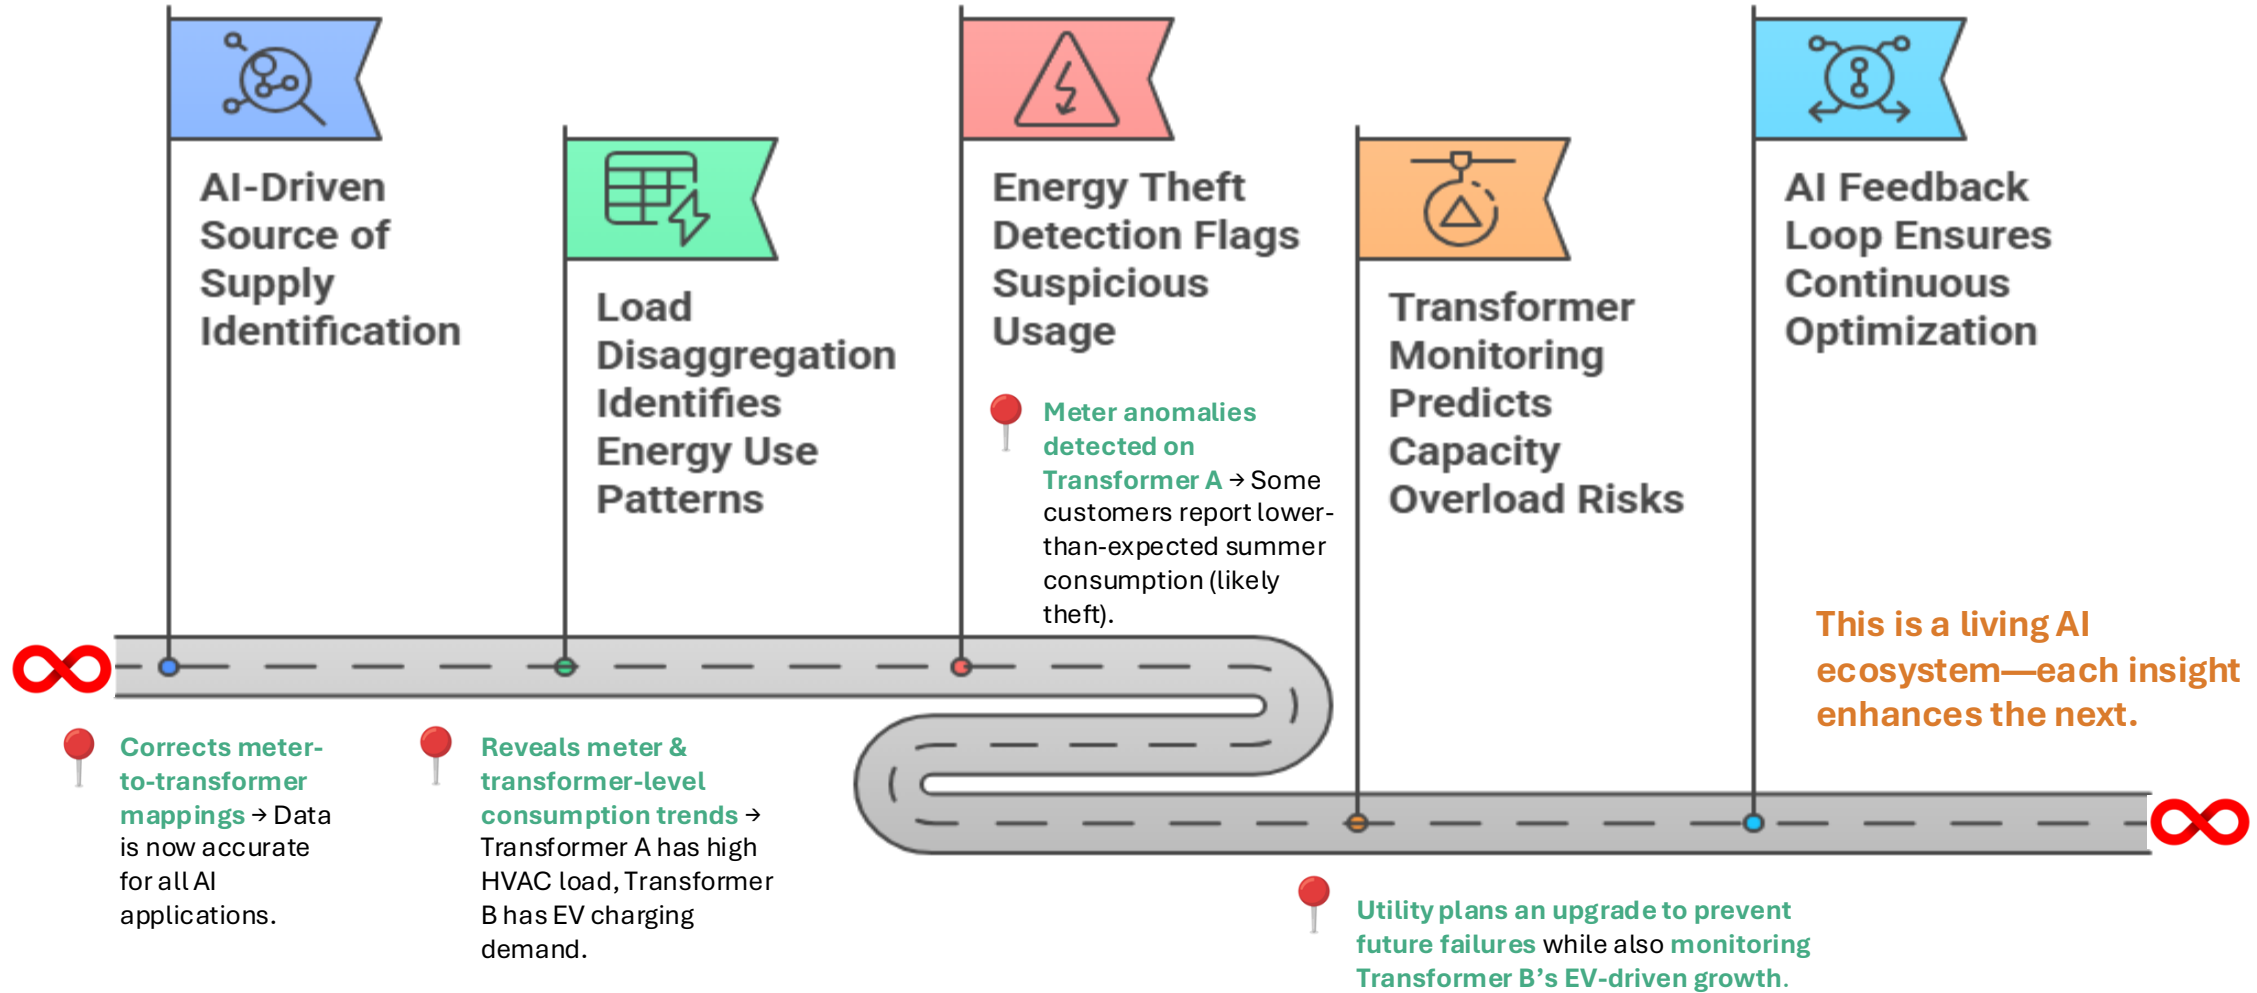 AI-Driven
Source of
Supply
Identification
Load
Disaggregation
Identifies
Energy Use
Patterns
Energy Theft
Detection Flags
Suspicious
Usage
Meter anomalies
detected on
Transformer A → Some
customers report lower-
than-expected summer
consumption (likely
theft).
Transformer
Monitoring
Predicts
Capacity
Overload Risks
AI Feedback
Loop Ensures
Continuous
Optimization
This is a living AI
ecosystem—each insight
enhances the next.
Corrects meter-
to-transformer
mappings → Data
is now accurate
for all AI
applications.
Reveals meter &
transformer-level
consumption trends →
Transformer A has high
HVAC load, Transformer
B has EV charging
demand.
Utility plans an upgrade to prevent
future failures while also monitoring
Transformer B’s EV-driven growth.